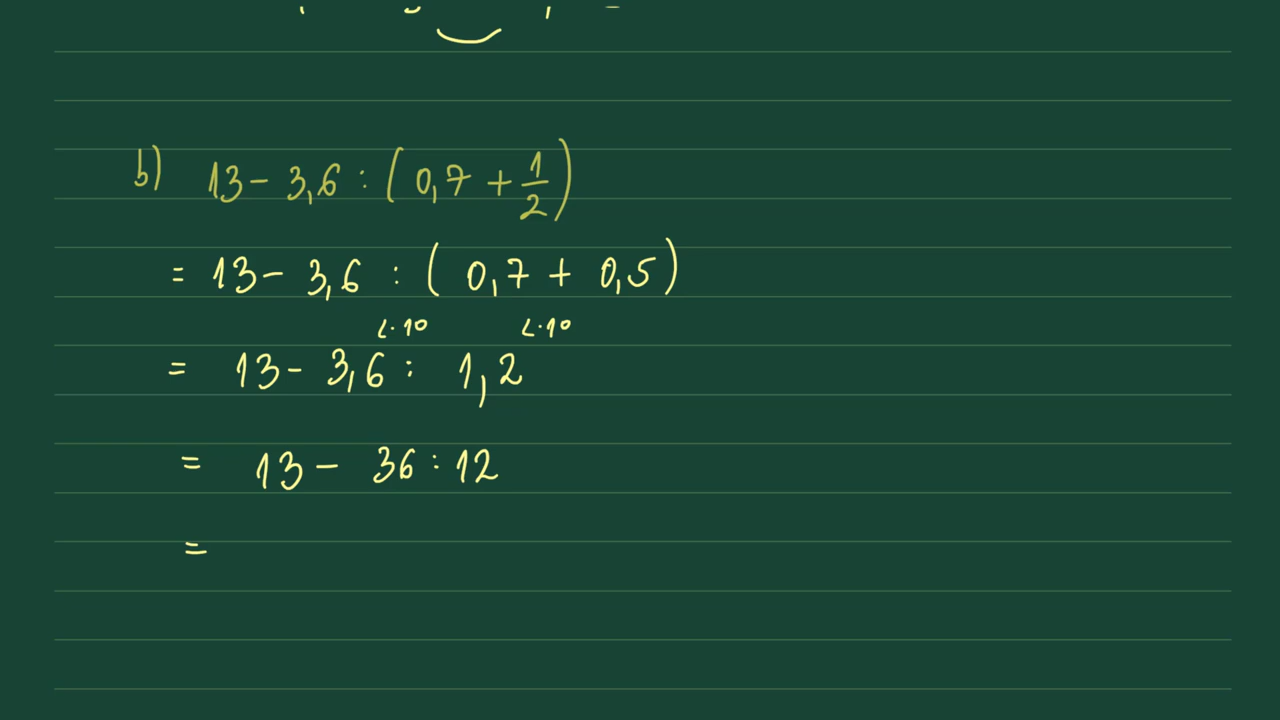 b) 13 - 3,6 : (0,7 + 1/2)
= 13 - 3,6 : ( 0,7 + 0,5 )
<·10 <·10
= 13 - 3,6 : 1,2
= 13 - 36 : 12
=